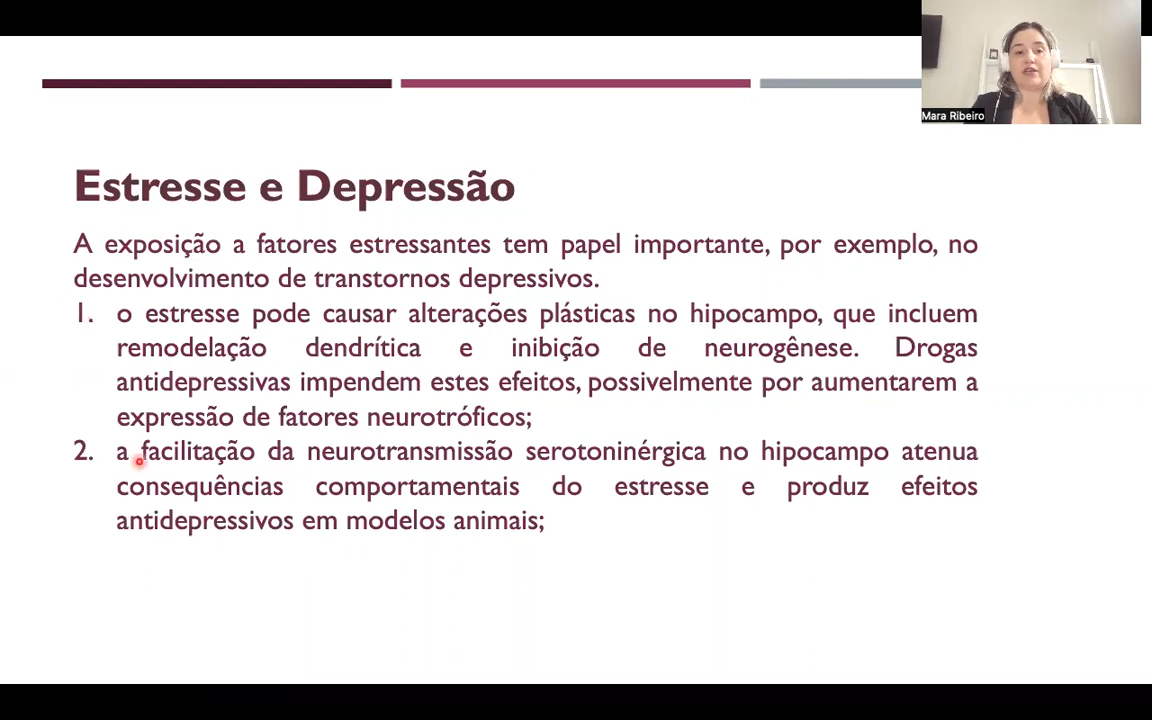 Mara Ribeiro
Estresse e Depressão
A exposição a fatores estressantes tem papel importante, por exemplo, no
desenvolvimento de transtornos depressivos.
1. o estresse pode causar alterações plásticas no hipocampo, que incluem
remodelação dendrítica e inibição de neurogênese. Drogas
antidepressivas impendem estes efeitos, possivelmente por aumentarem a
expressão de fatores neurotróficos;
2. a facilitação da neurotransmissão serotoninérgica no hipocampo atenua
consequências comportamentais do estresse e produz efeitos
antidepressivos em modelos animais;